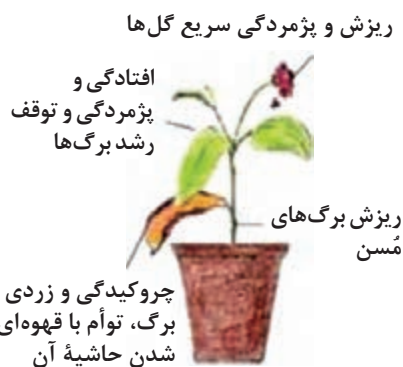 ریزش و پژمردگی سریع گل‌ها
افتادگی و
پژمردگی و توقف
رشد برگ‌ها
ریزش برگ‌های
مُسن
چروکیدگی و زردی
برگ، توأم با قهوه‌ای
شدن حاشیهٔ آن